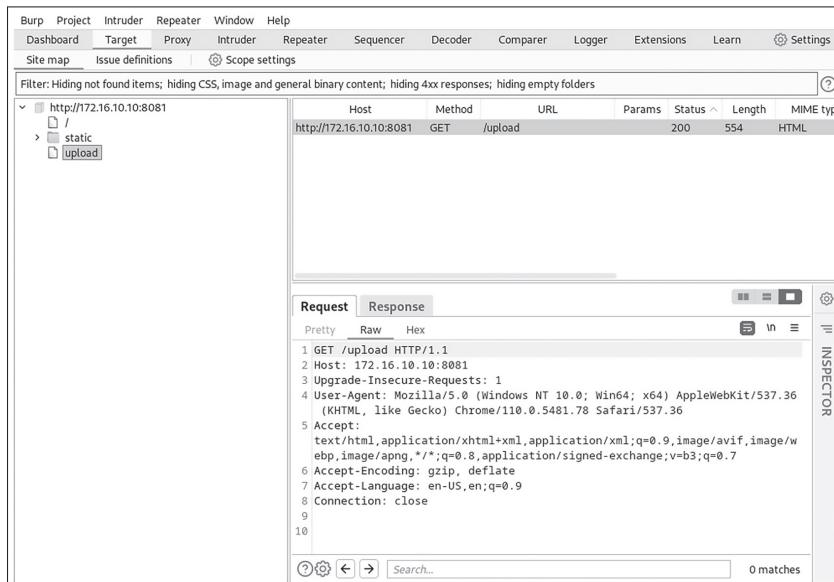 Burp Project Intruder Repeater Window Help
Dashboard Target Proxy Intruder Repeater Sequencer Decoder Comparer Logger Extensions Learn Settings
Site map Issue definitions Scope settings
Filter: Hiding not found items; hiding CSS, image and general binary content; hiding 4xx responses; hiding empty folders
http://172.16.10.10:8081
/
static
upload
Host Method URL Params Status Length MIME typ
http://172.16.10.10:8081 GET /upload 200 554 HTML
Request Response
Pretty Raw Hex \n
1 GET /upload HTTP/1.1
2 Host: 172.16.10.10:8081
3 Upgrade-Insecure-Requests: 1
4 User-Agent: Mozilla/5.0 (Windows NT 10.0; Win64; x64) AppleWebKit/537.36
(KHTML, like Gecko) Chrome/110.0.5481.78 Safari/537.36
5 Accept:
text/html,application/xhtml+xml,application/xml;q=0.9,image/avif,image/w
ebp,image/apng,*/*;q=0.8,application/signed-exchange;v=b3;q=0.7
6 Accept-Encoding: gzip, deflate
7 Accept-Language: en-US,en;q=0.9
8 Connection: close
9
10
INSPECTOR
Search... 0 matches